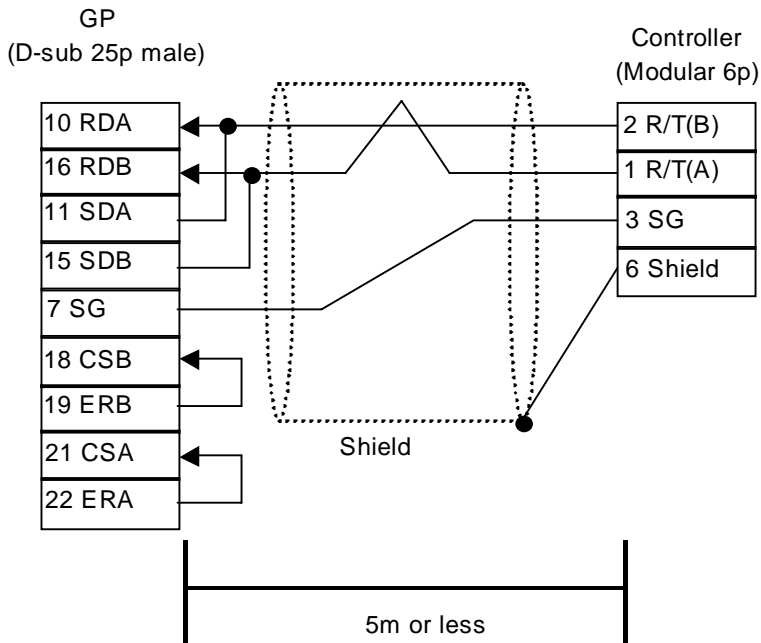 GP
(D-sub 25p male)
Controller
(Modular 6p)
10 RDA
16 RDB
11 SDA
15 SDB
7 SG
18 CSB
19 ERB
21 CSA
22 ERA
2 R/T(B)
1 R/T(A)
3 SG
6 Shield
Shield
5m or less